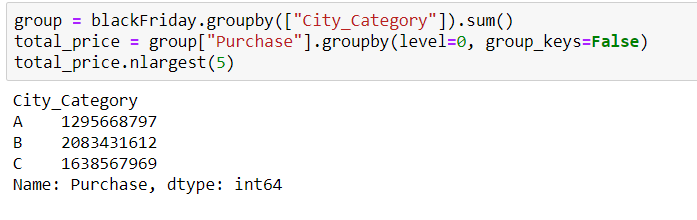 group = blackFriday.groupby(["City_Category"]).sum()
total_price = group["Purchase"].groupby(level=0, group_keys=False)
total_price.nlargest(5)
City_Category
A    1295668797
B    2083431612
C    1638567969
Name: Purchase, dtype: int64